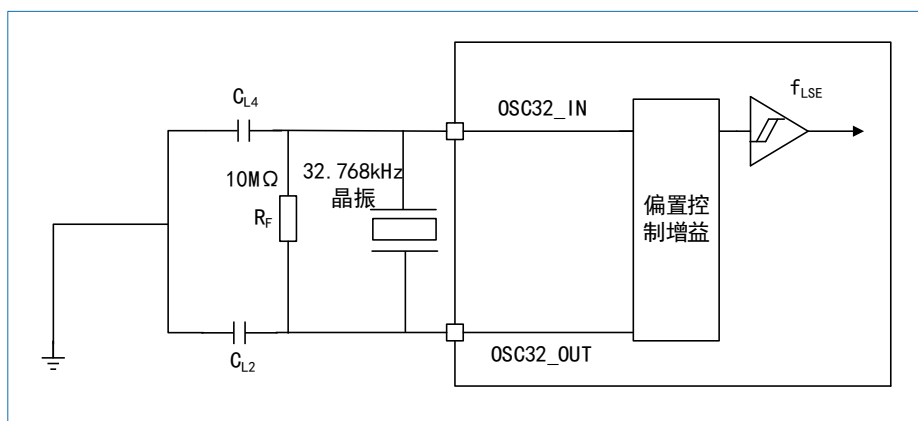 f_LSE
C_L4
OSC32_IN
10MΩ
32.768kHz
晶振
R_F
偏置控
制增益
OSC32_OUT
C_L2